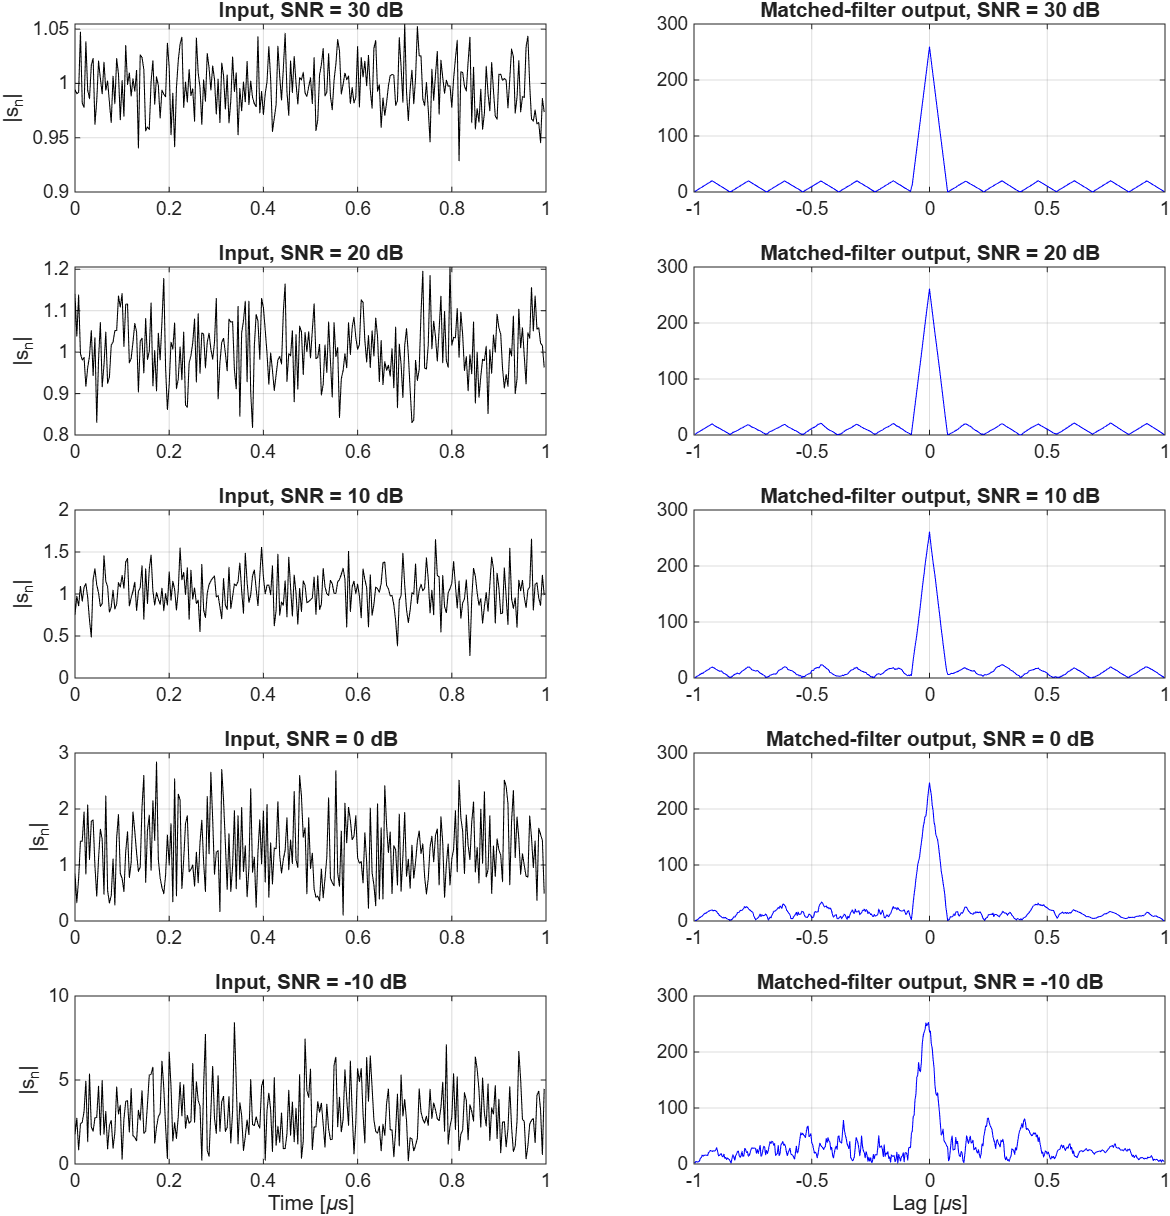 Input, SNR = 30 dB
1.05
1
0.95
0.9
|sn|
0 0.2 0.4 0.6 0.8 1
Matched-filter output, SNR = 30 dB
300
200
100
0
-1 -0.5 0 0.5 1
Input, SNR = 20 dB
1.2
1.1
1
0.9
0.8
|sn|
0 0.2 0.4 0.6 0.8 1
Matched-filter output, SNR = 20 dB
300
200
100
0
-1 -0.5 0 0.5 1
Input, SNR = 10 dB
2
1.5
1
0.5
0
|sn|
0 0.2 0.4 0.6 0.8 1
Matched-filter output, SNR = 10 dB
300
200
100
0
-1 -0.5 0 0.5 1
Input, SNR = 0 dB
3
2
1
0
|sn|
0 0.2 0.4 0.6 0.8 1
Matched-filter output, SNR = 0 dB
300
200
100
0
-1 -0.5 0 0.5 1
Input, SNR = -10 dB
10
5
0
|sn|
0 0.2 0.4 0.6 0.8 1
Time [μs]
Matched-filter output, SNR = -10 dB
300
200
100
0
-1 -0.5 0 0.5 1
Lag [μs]